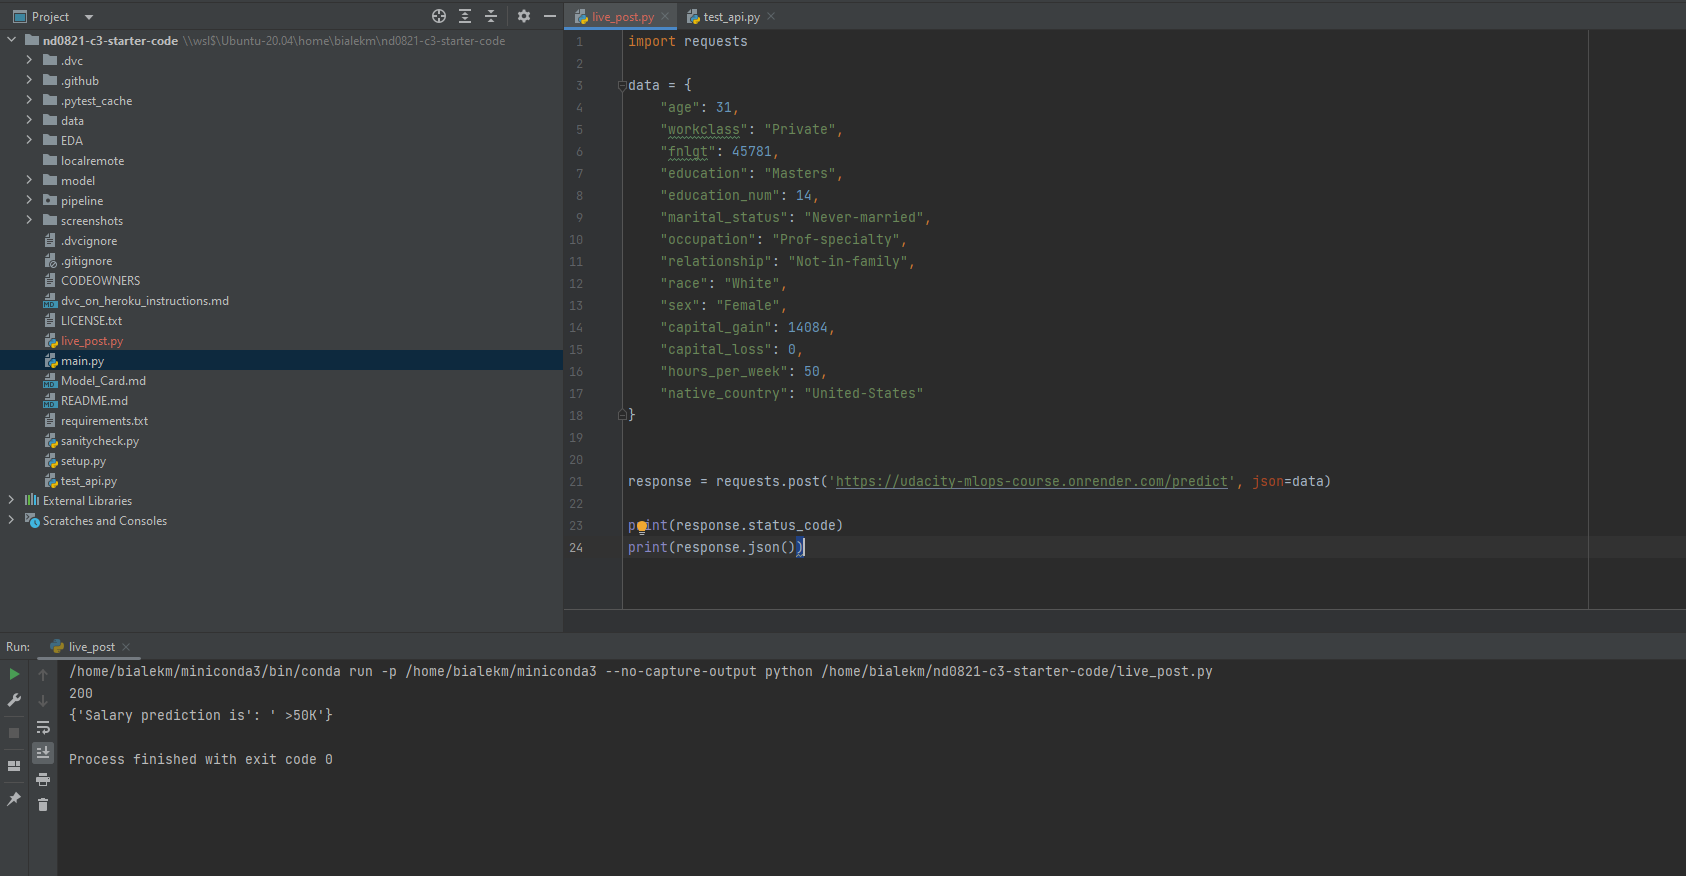 Project
nd0821-c3-starter-code \\wsl$\Ubuntu-20.04\home\bialekm\nd0821-c3-starter-code
.dvc
.github
.pytest_cache
data
EDA
localremote
model
pipeline
screenshots
.dvcignore
.gitignore
CODEOWNERS
dvc_on_heroku_instructions.md
LICENSE.txt
live_post.py
main.py
Model_Card.md
README.md
requirements.txt
sanitycheck.py
setup.py
test_api.py
External Libraries
Scratches and Consoles
live_post.py test_api.py
1 import requests
2
3 data = {
4 "age": 31,
5 "workclass": "Private",
6 "fnlgt": 45781,
7 "education": "Masters",
8 "education_num": 14,
9 "marital_status": "Never-married",
10 "occupation": "Prof-specialty",
11 "relationship": "Not-in-family",
12 "race": "White",
13 "sex": "Female",
14 "capital_gain": 14084,
15 "capital_loss": 0,
16 "hours_per_week": 50,
17 "native_country": "United-States"
18 }
19
20
21 response = requests.post('https://udacity-mlops-course.onrender.com/predict', json=data)
22
23 print(response.status_code)
24 print(response.json())
Run: live_post
/home/bialekm/miniconda3/bin/conda run -p /home/bialekm/miniconda3 --no-capture-output python /home/bialekm/nd0821-c3-starter-code/live_post.py
200
{'Salary prediction is': ' >50K'}
Process finished with exit code 0